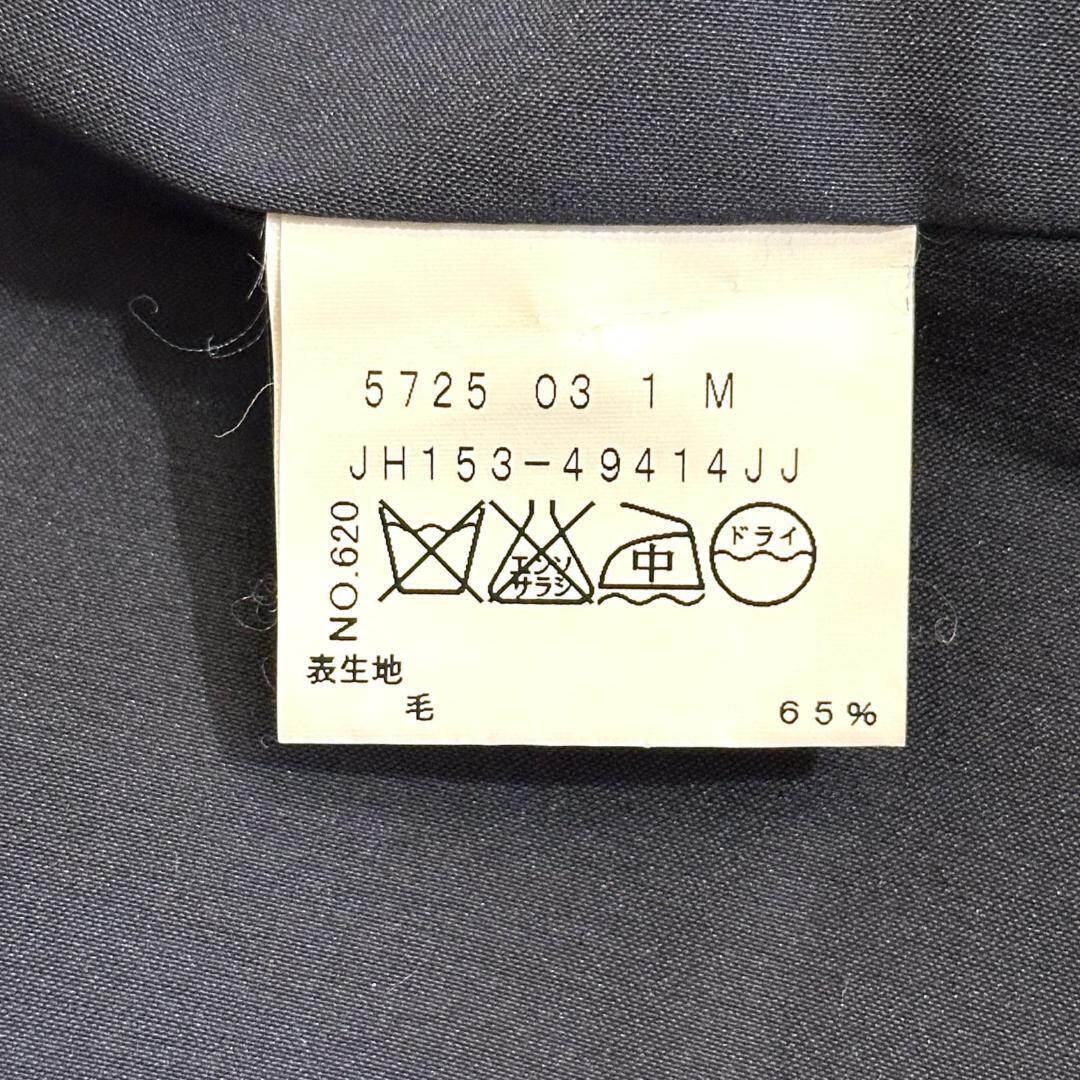 5725 03 1 M
JH153-49414JJ
NO.620
エンソ
サラシ
中
ドライ
表生地
毛 65%